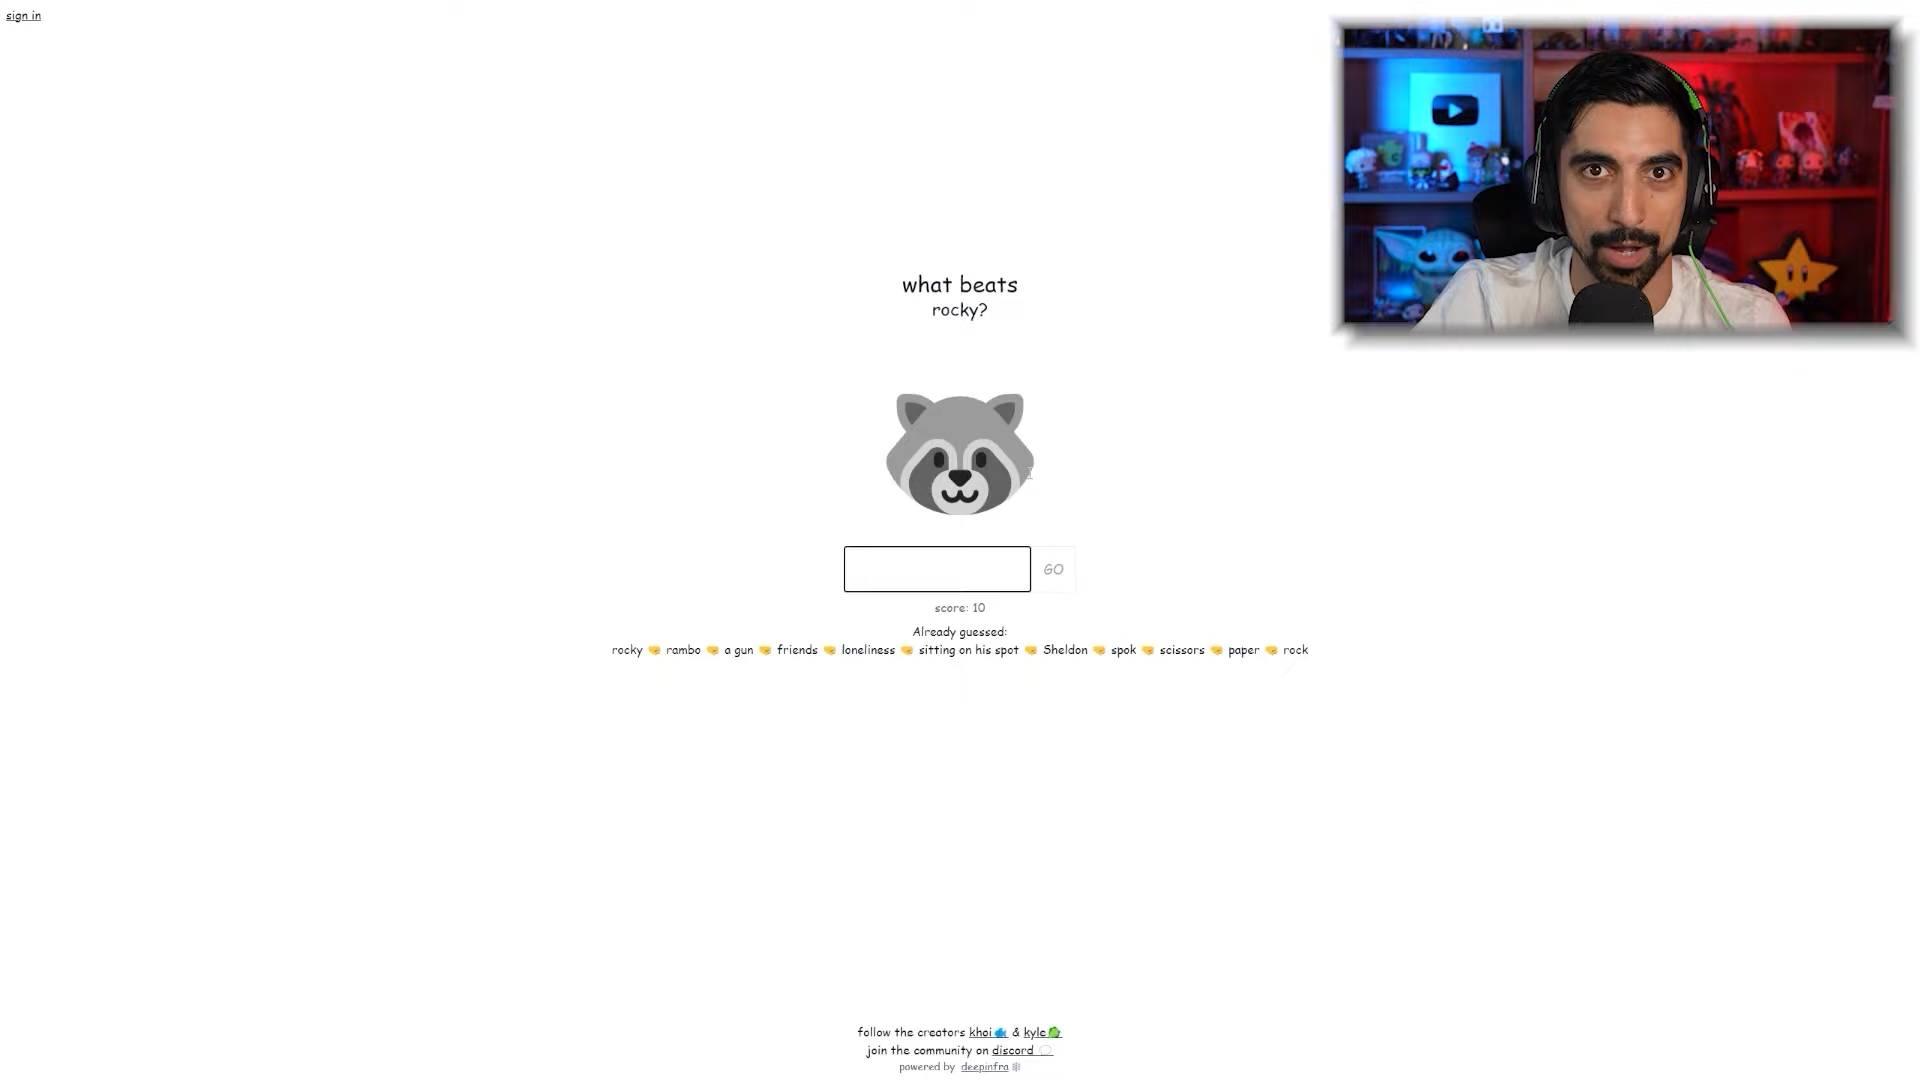 sign in
what beats
rocky?
GO
score: 10
Already guessed:
rocky 🤜 rambo 🤜 a gun 🤜 friends 🤜 loneliness 🤜 sitting on his spot 🤜 Sheldon 🤜 spok 🤜 scissors 🤜 paper 🤜 rock
follow the creators khoi & kyle
join the community on discord
powered by deepinfra